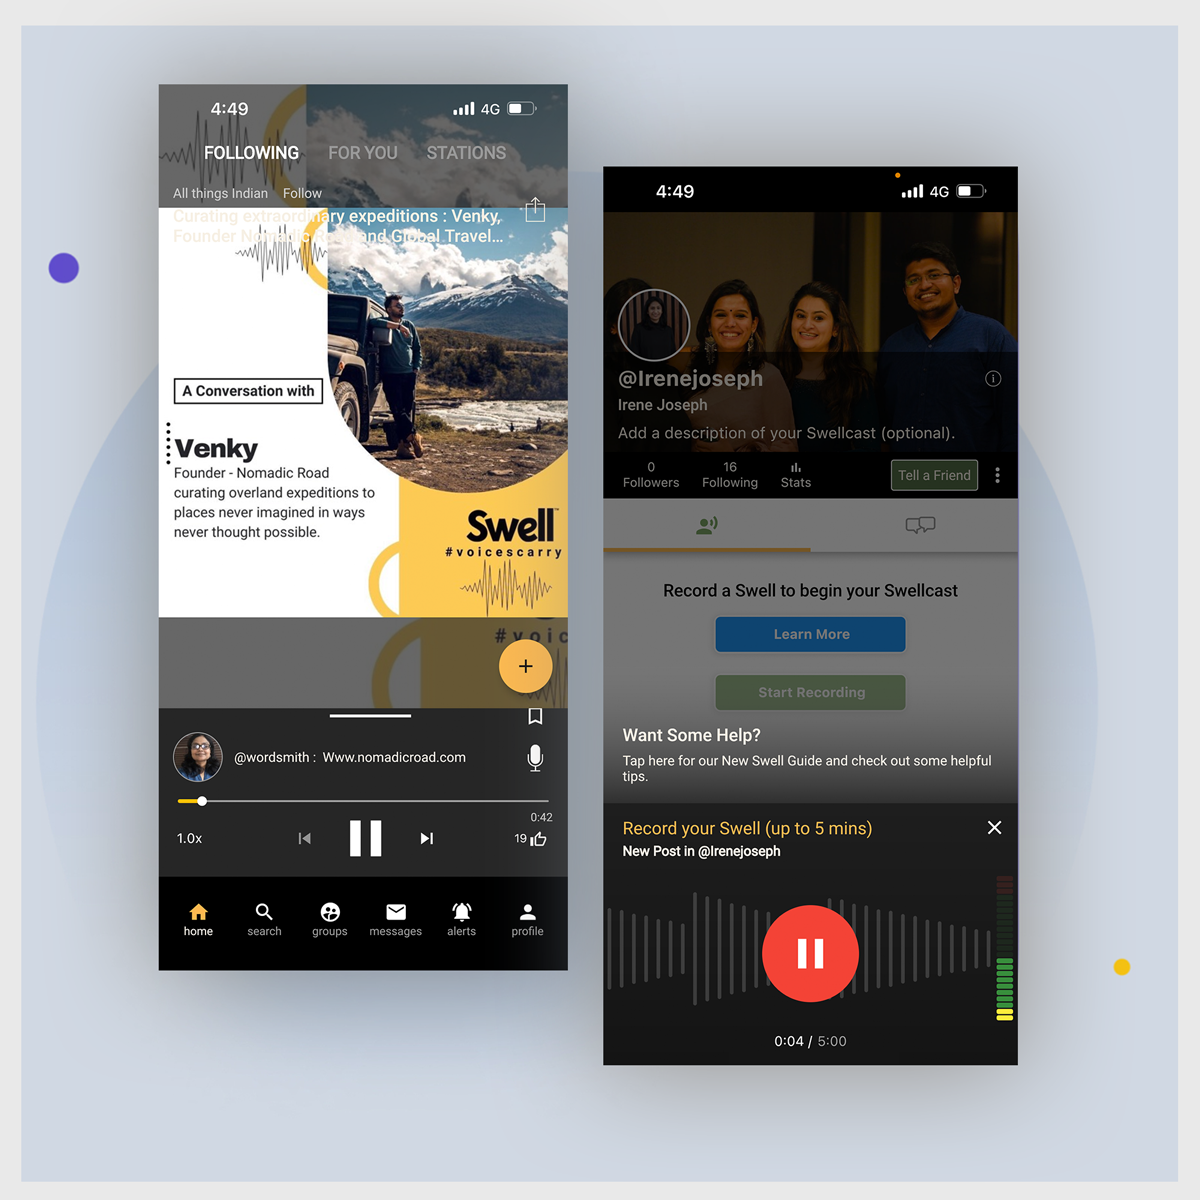 4:49
4G
FOLLOWING FOR YOU STATIONS
All things Indian Follow
Curating extraordinary expeditions : Venky,
Founder Nomadic Road and Global Travel...
A Conversation with
Venky
Founder - Nomadic Road
curating overland expeditions to
places never imagined in ways
never thought possible.
Swell™
#voicescarry
#voic
@wordsmith : Www.nomadicroad.com
0:42
1.0x
19
home search groups messages alerts profile
4:49
4G
@Irenejoseph
Irene Joseph
Add a description of your Swellcast (optional).
0 16
Followers Following Stats
Tell a Friend
Record a Swell to begin your Swellcast
Learn More
Start Recording
Want Some Help?
Tap here for our New Swell Guide and check out some helpful
tips.
Record your Swell (up to 5 mins)
New Post in @Irenejoseph
0:04 / 5:00